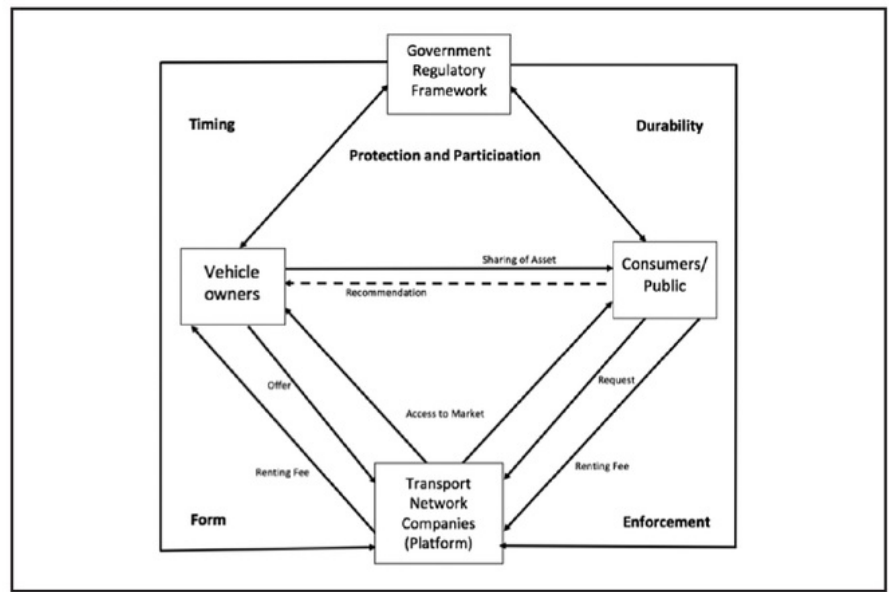 Government
Regulatory
Framework
Timing
Durability
Protection and Participation
Vehicle
owners
Sharing of Asset
Recommendation
Consumers/
Public
Offer
Request
Access to Market
Renting Fee
Renting Fee
Transport
Network
Companies
(Platform)
Form
Enforcement